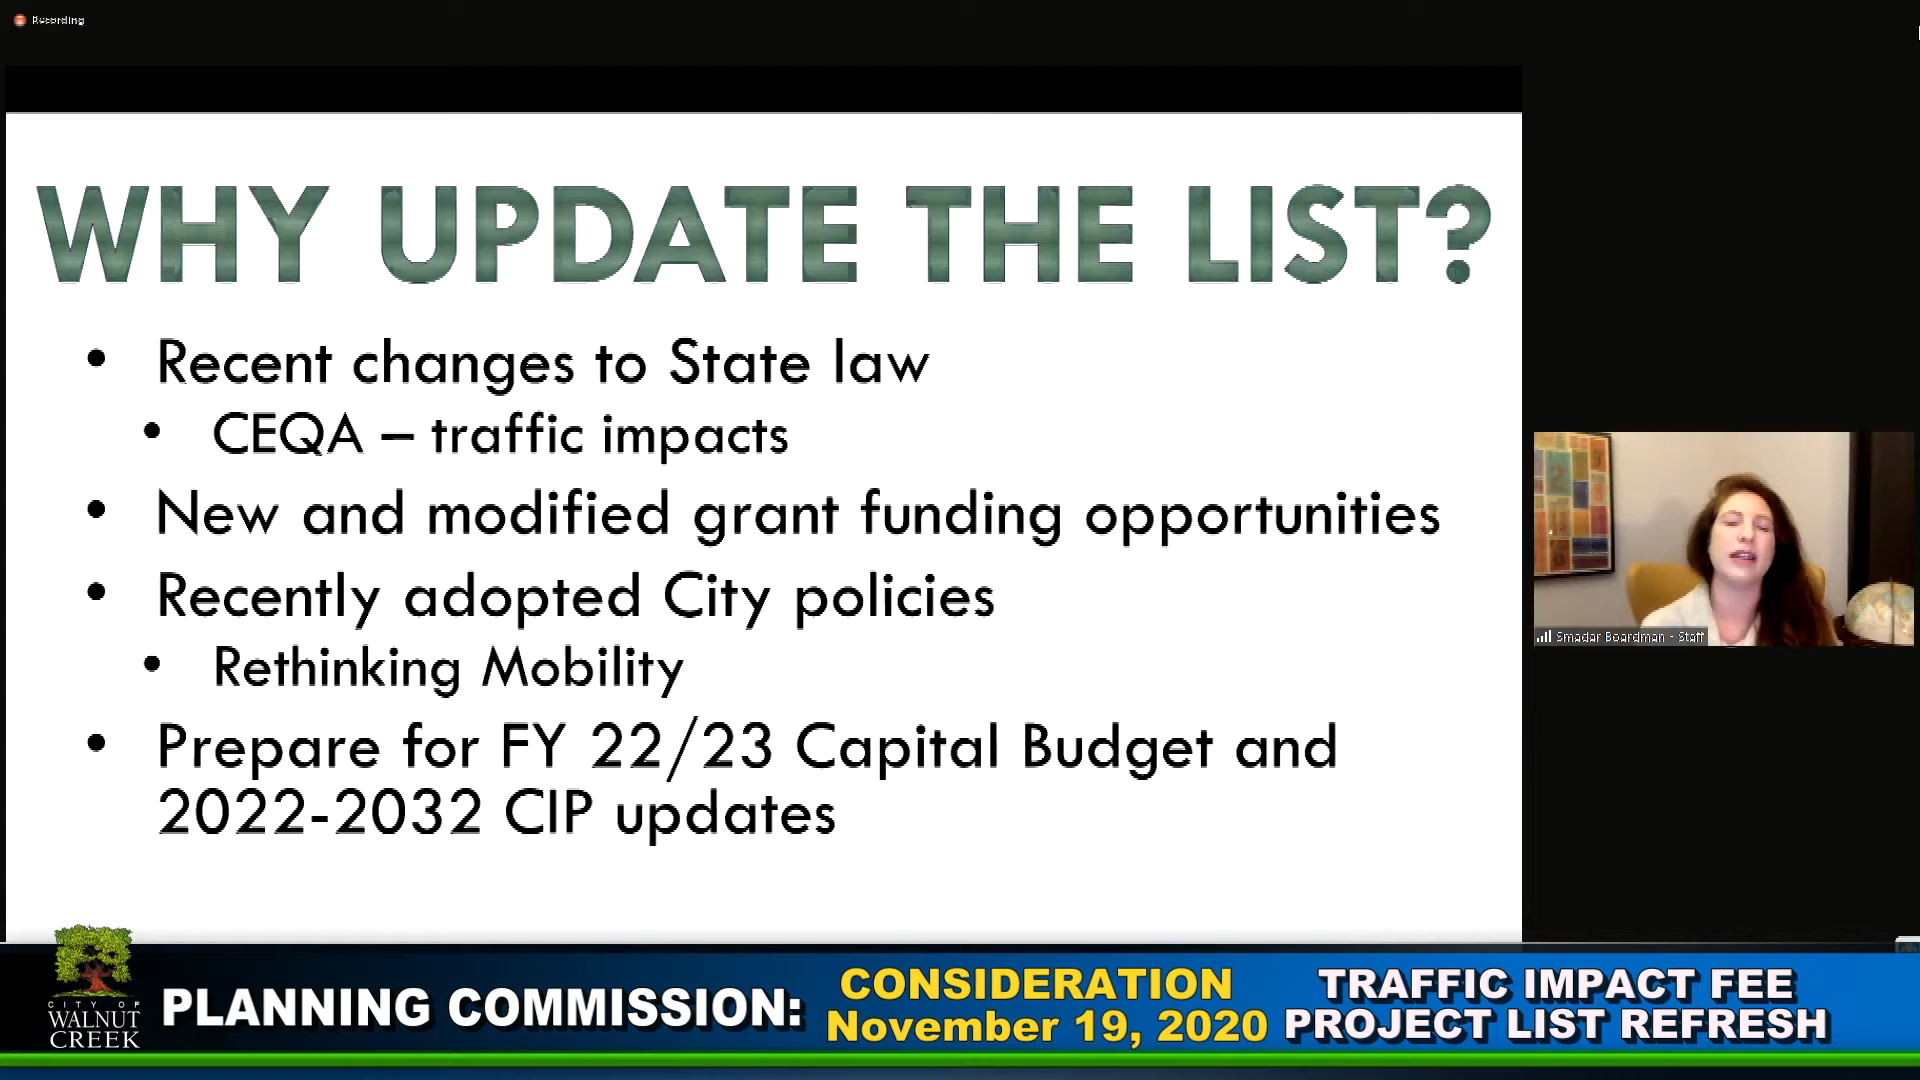 Recording
WHY UPDATE THE LIST?
• Recent changes to State law
• CEQA – traffic impacts
• New and modified grant funding opportunities
• Recently adopted City policies
• Rethinking Mobility
• Prepare for FY 22/23 Capital Budget and
2022-2032 CIP updates
Smadar Boardman - Staff
CITY OF
WALNUT
CREEK
PLANNING COMMISSION:
CONSIDERATION
November 19, 2020
TRAFFIC IMPACT FEE
PROJECT LIST REFRESH